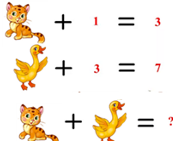 + 1 = 3
+ 3 = 7
+ = ?